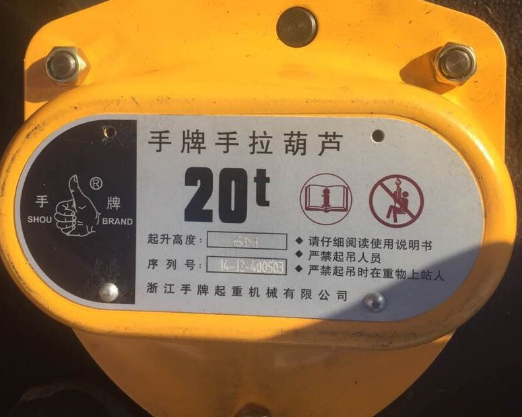 手牌手拉葫芦
手 ® 牌
SHOU BRAND
20t
起升高度:
◆ 请仔细阅读使用说明书
◆ 严禁起吊人员
序列号: 14-12-400503
◆ 严禁起吊时在重物上站人
浙江手牌起重机械有限公司